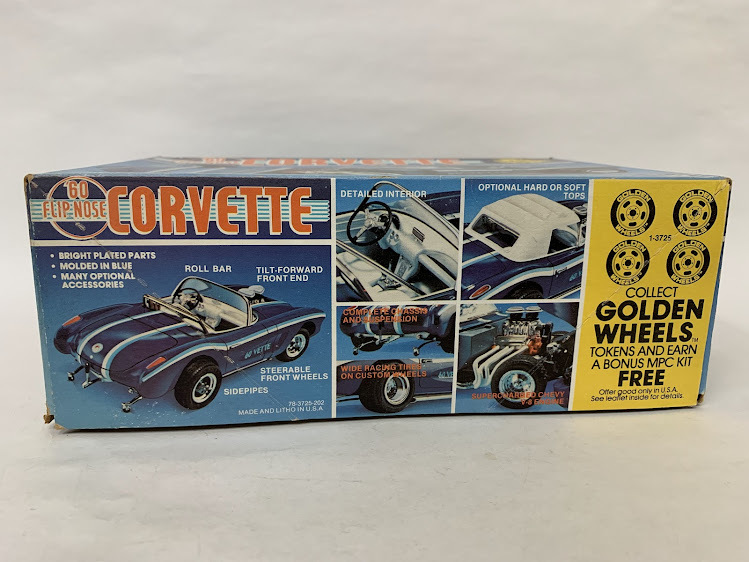 CORVETTE
'60
FLIP NOSE
CORVETTE
• BRIGHT PLATED PARTS
• MOLDED IN BLUE
• MANY OPTIONAL
ACCESSORIES
ROLL BAR
TILT-FORWARD
FRONT END
60 VETTE
STEERABLE
FRONT WHEELS
SIDEPIPES
78-3725-202
MADE AND LITHO IN U.S.A.
DETAILED INTERIOR
OPTIONAL HARD OR SOFT
TOPS
60 VETTE
COMPLETE CHASSIS
AND SUSPENSION
WIDE RACING TIRES
ON CUSTOM WHEELS
SUPERCHARGED CHEVY
V-8 ENGINE
GOLDEN
WHEELS
GOLDEN
WHEELS
1-3725
GOLDEN
WHEELS
GOLDEN
WHEELS
COLLECT
GOLDEN
WHEELS™
TOKENS AND EARN
A BONUS MPC KIT
FREE
Offer good only in U.S.A.
See leaflet inside for details.